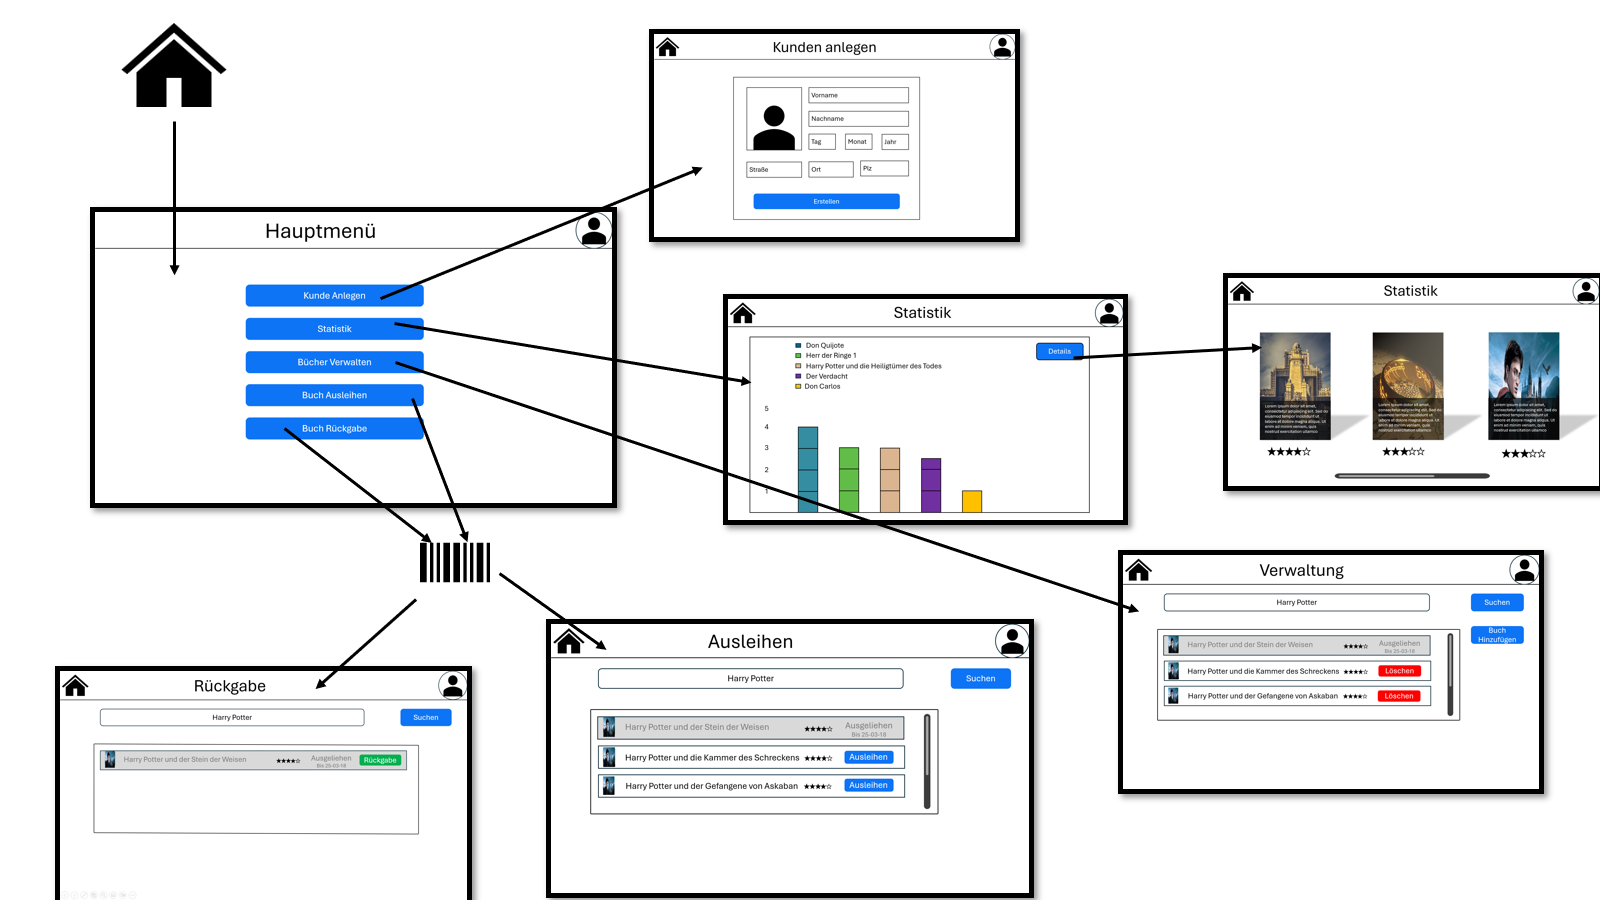 Kunden anlegen
Vorname
Nachname
Tag
Monat
Jahr
Straße
Ort
Plz
Erstellen
Hauptmenü
Kunde Anlegen
Statistik
Bücher Verwalten
Buch Ausleihen
Buch Rückgabe
Statistik
Don Quijote
Herr der Ringe 1
Harry Potter und die Heiligtümer des Todes
Der Verdacht
Don Carlos
Details
5
4
3
2
1
Statistik
Lorem ipsum dolor sit amet,
consectetur adipiscing elit. Sed do
eiusmod tempor incididunt ut
labore et dolore magna aliqua. Ut
enim ad minim veniam, quis
nostrud exercitation ullamco
Lorem ipsum dolor sit amet,
consectetur adipiscing elit. Sed do
eiusmod tempor incididunt ut
labore et dolore magna aliqua. Ut
enim ad minim veniam, quis
nostrud exercitation ullamco
Lorem ipsum dolor sit amet,
consectetur adipiscing elit. Sed do
eiusmod tempor incididunt ut
labore et dolore magna aliqua. Ut
enim ad minim veniam, quis
nostrud exercitation ullamco
★★★★☆
★★★☆☆
★★★☆☆
Verwaltung
Harry Potter
Suchen
Buch
Hinzufügen
Harry Potter und der Stein der Weisen ★★★★☆ Ausgeliehen
Bis 25-03-18
Harry Potter und die Kammer des Schreckens ★★★★☆ Löschen
Harry Potter und der Gefangene von Askaban ★★★★☆ Löschen
Ausleihen
Harry Potter
Suchen
Harry Potter und der Stein der Weisen ★★★★☆ Ausgeliehen
Bis 25-03-18
Harry Potter und die Kammer des Schreckens ★★★★☆ Ausleihen
Harry Potter und der Gefangene von Askaban ★★★★☆ Ausleihen
Rückgabe
Harry Potter
Suchen
Harry Potter und der Stein der Weisen ★★★★☆ Ausgeliehen Rückgabe
Bis 25-03-18